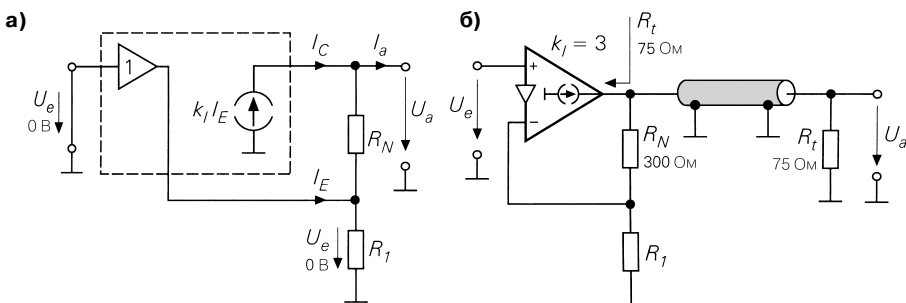 а)
1
I_C
I_a
U_e
0 В
k_I I_E
R_N
U_a
I_E
U_e
0 В
R_1
б)
k_I = 3
R_t
75 Ом
+
−
U_e
R_N
300 Ом
R_t
75 Ом
U_a
R_1